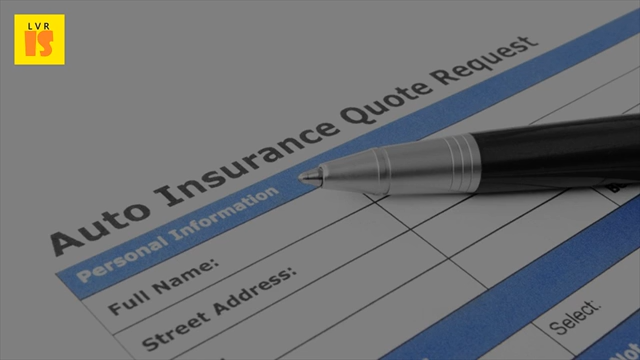 LVR
IS
Auto Insurance Quote Request
Personal Information
Full Name:
Street Address:
Select: